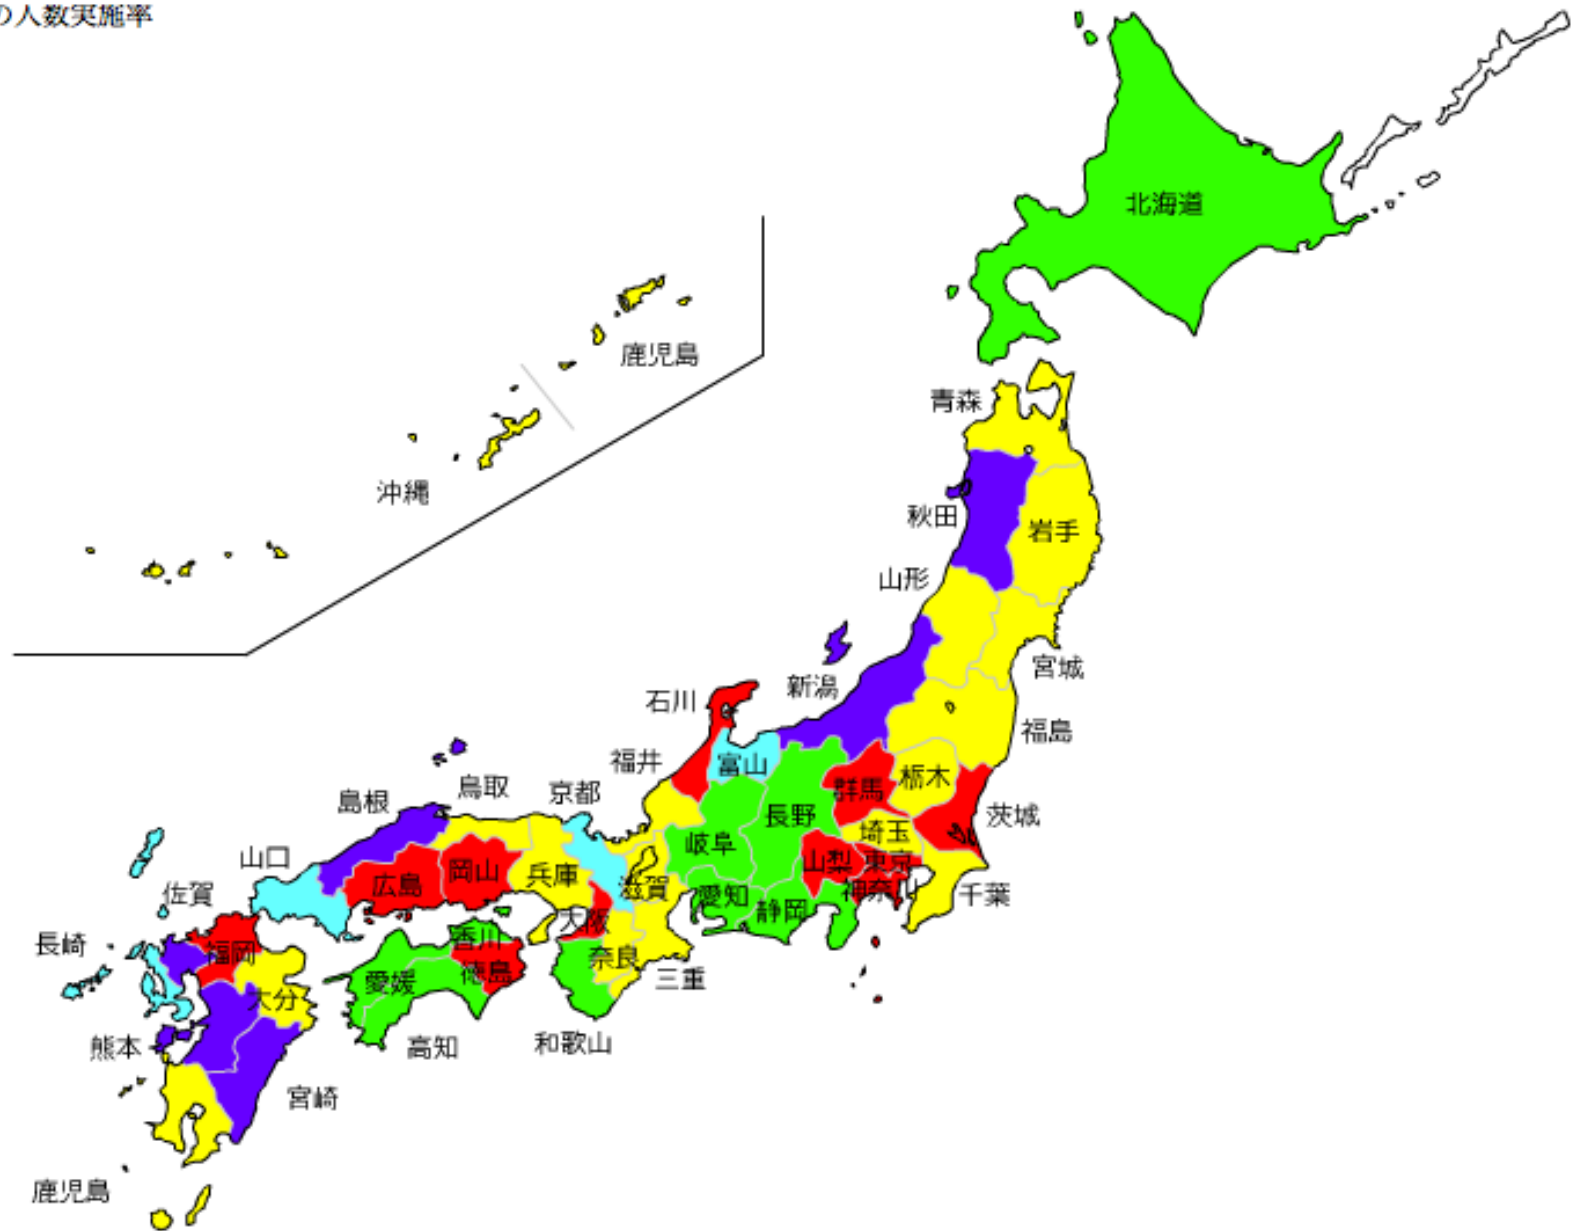 の人数実施率
北海道
鹿児島
青森
沖縄
秋田
岩手
山形
宮城
新潟
石川
福島
福井
富山
栃木
群馬
鳥取
京都
島根
長野
茨城
埼玉
岐阜
山口
山梨
東京
岡山
兵庫
広島
滋賀
佐賀
神奈川
愛知
千葉
静岡
大阪
香川
長崎
福岡
奈良
徳島
三重
愛媛
大分
熊本
高知
和歌山
宮崎
鹿児島